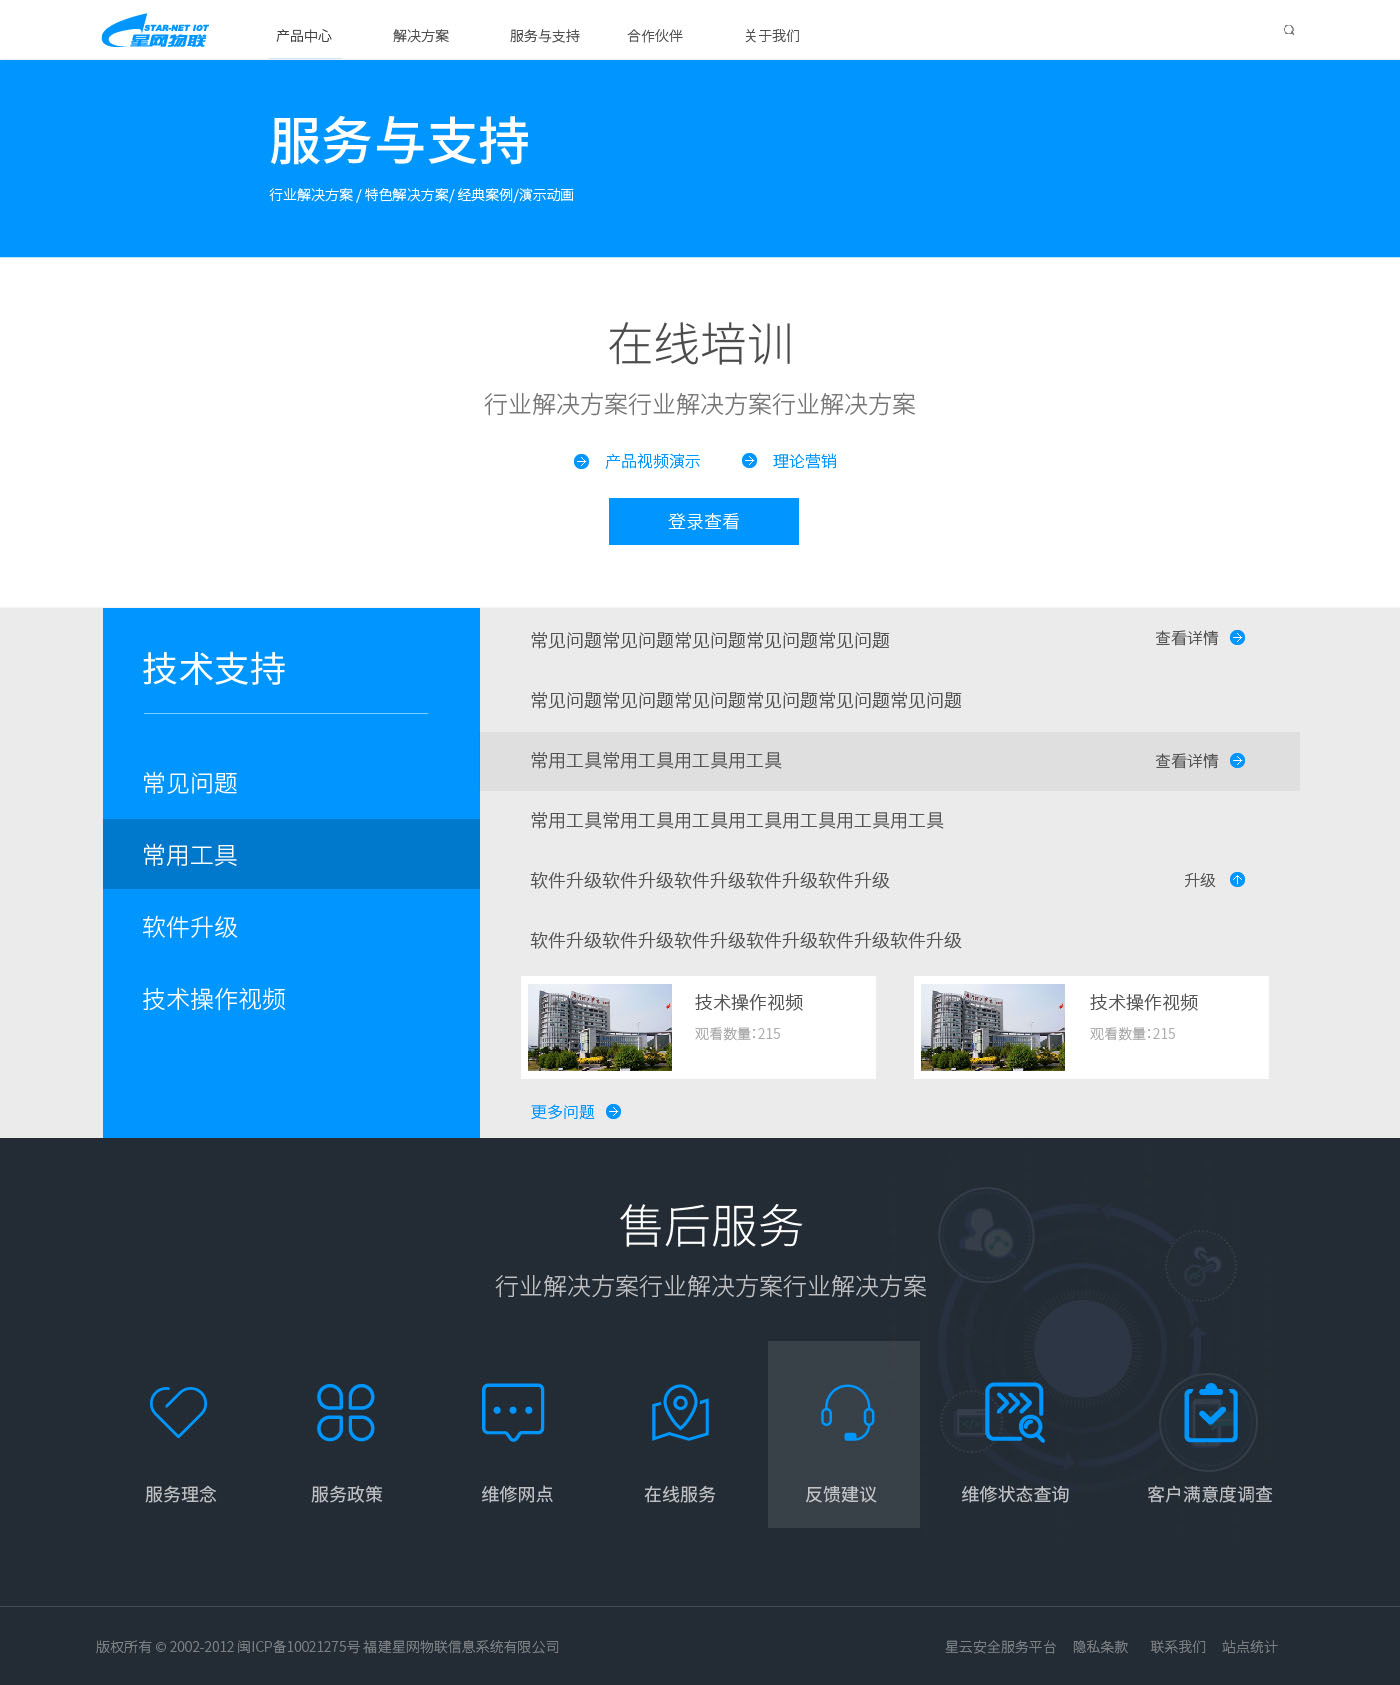 STAR-NET IOT
星网物联
产品中心 解决方案 服务与支持 合作伙伴 关于我们
服务与支持
行业解决方案 / 特色解决方案/ 经典案例/演示动画
在线培训
行业解决方案行业解决方案行业解决方案
产品视频演示 理论营销
登录查看
技术支持
常见问题
常用工具
软件升级
技术操作视频
常见问题常见问题常见问题常见问题常见问题 查看详情
常见问题常见问题常见问题常见问题常见问题常见问题
常用工具常用工具用工具用工具 查看详情
常用工具常用工具用工具用工具用工具用工具用工具
软件升级软件升级软件升级软件升级软件升级 升级
软件升级软件升级软件升级软件升级软件升级软件升级
技术操作视频
观看数量:215
技术操作视频
观看数量:215
更多问题
售后服务
行业解决方案行业解决方案行业解决方案
服务理念 服务政策 维修网点 在线服务 反馈建议 维修状态查询 客户满意度调查
版权所有 © 2002-2012 闽ICP备10021275号 福建星网物联信息系统有限公司
星云安全服务平台 隐私条款 联系我们 站点统计